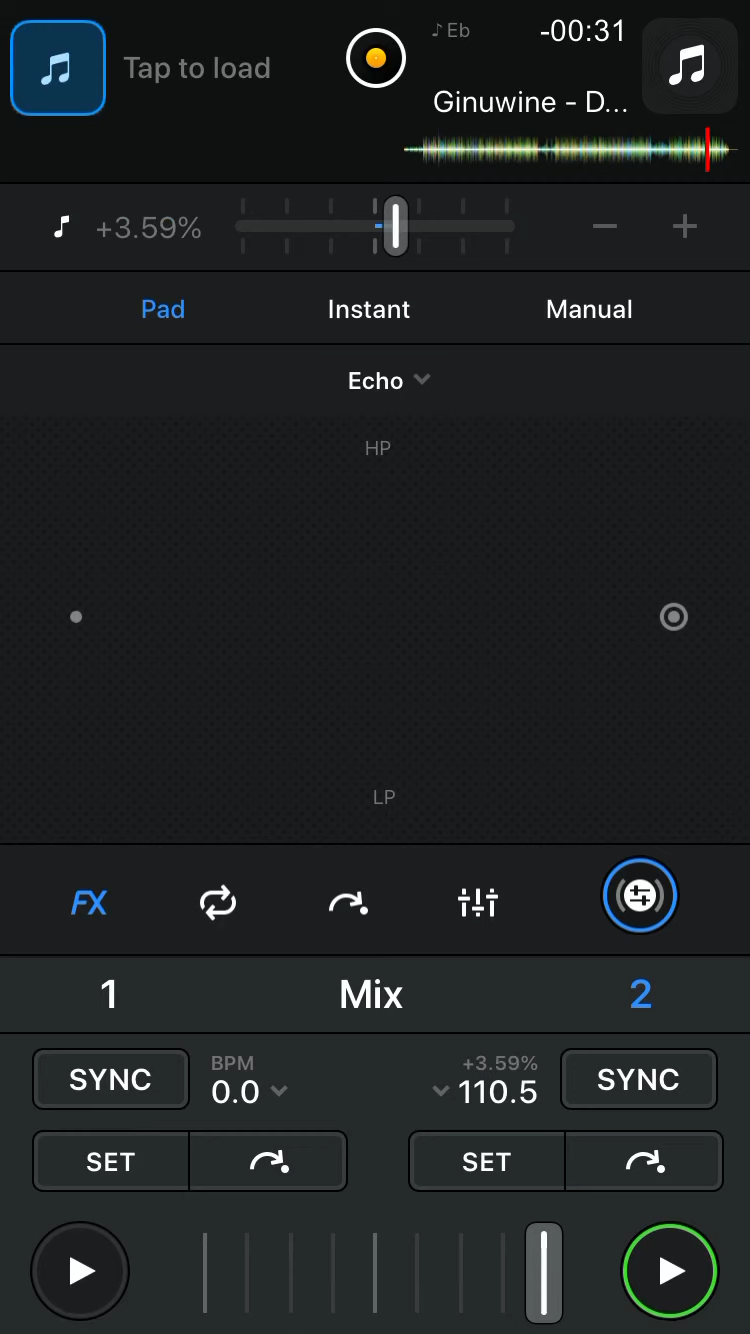 Eb
-00:31
Tap to load
Ginuwine - D...
+3.59%
Pad Instant Manual
Echo
HP
LP
FX
1 Mix 2
SYNC BPM +3.59% SYNC
0.0 110.5
SET SET